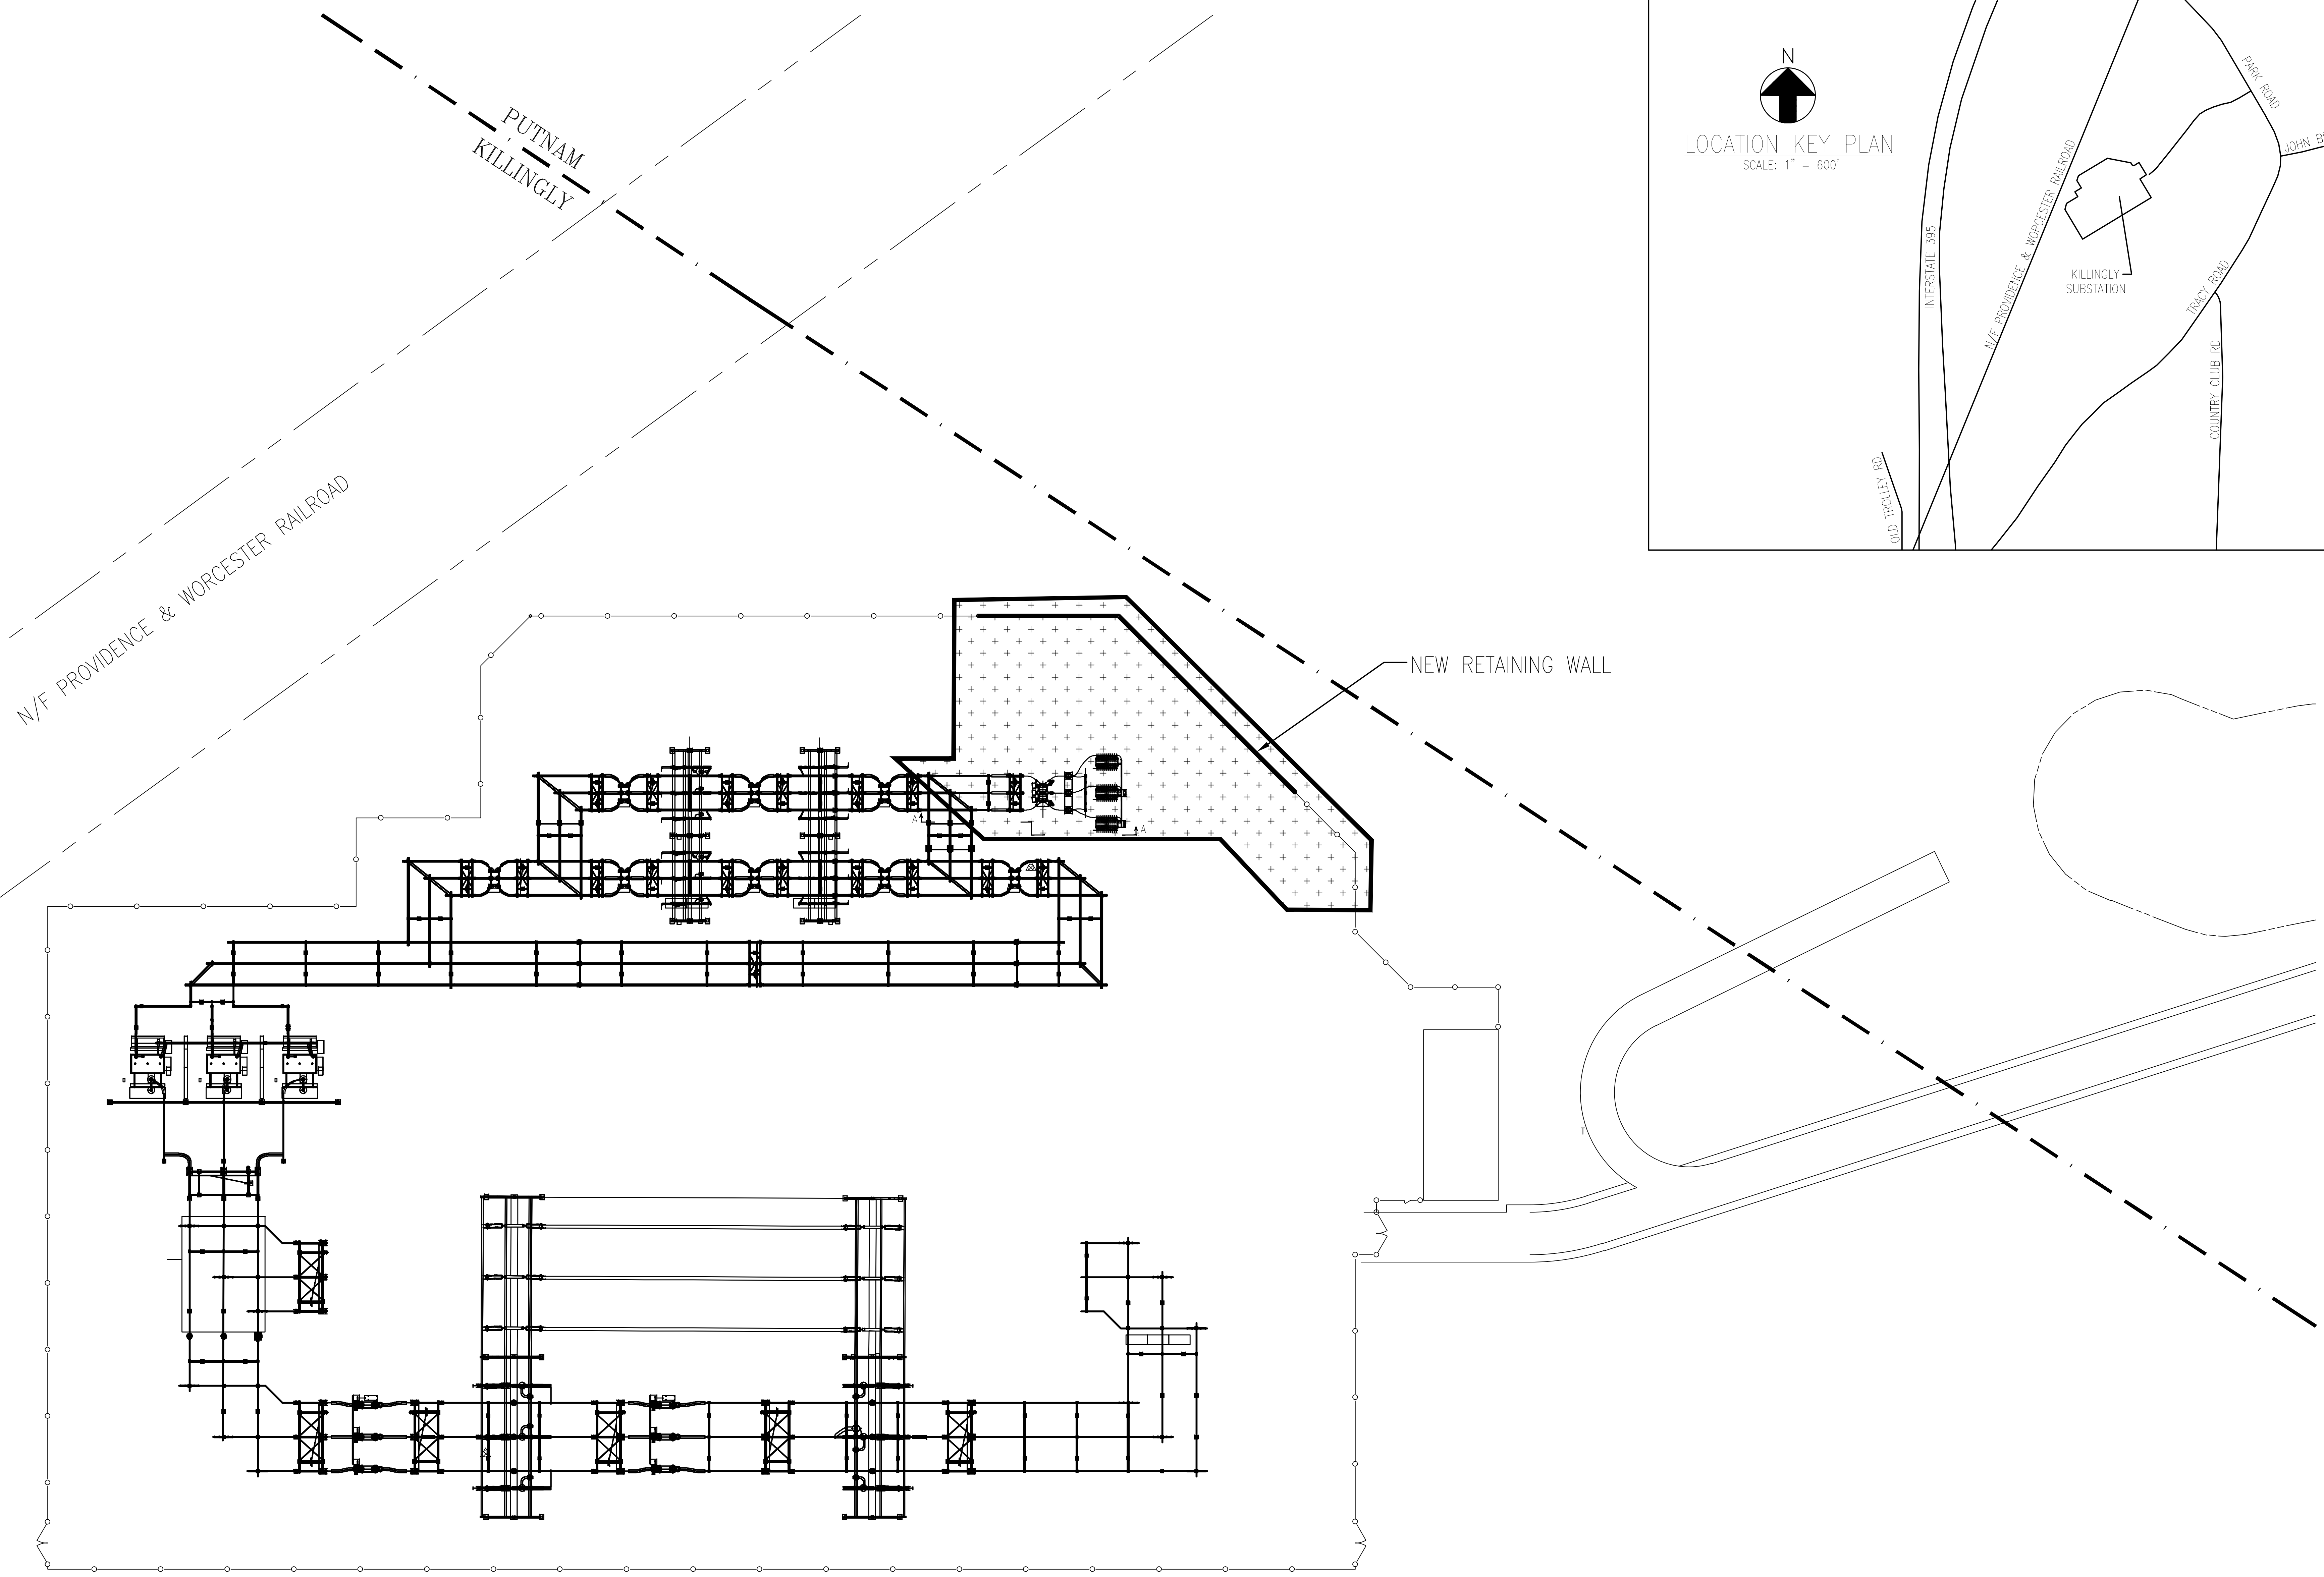 PUTNAM
KILLINGLY
N/F PROVIDENCE & WORCESTER RAILROAD
N
LOCATION KEY PLAN
SCALE: 1" = 600'
INTERSTATE 395
N/F PROVIDENCE & WORCESTER RAILROAD
PARK ROAD
JOHN
KILLINGLY
SUBSTATION
TRACY ROAD
COUNTRY CLUB RD
OLD TROLLEY RD
NEW RETAINING WALL
A
A
T